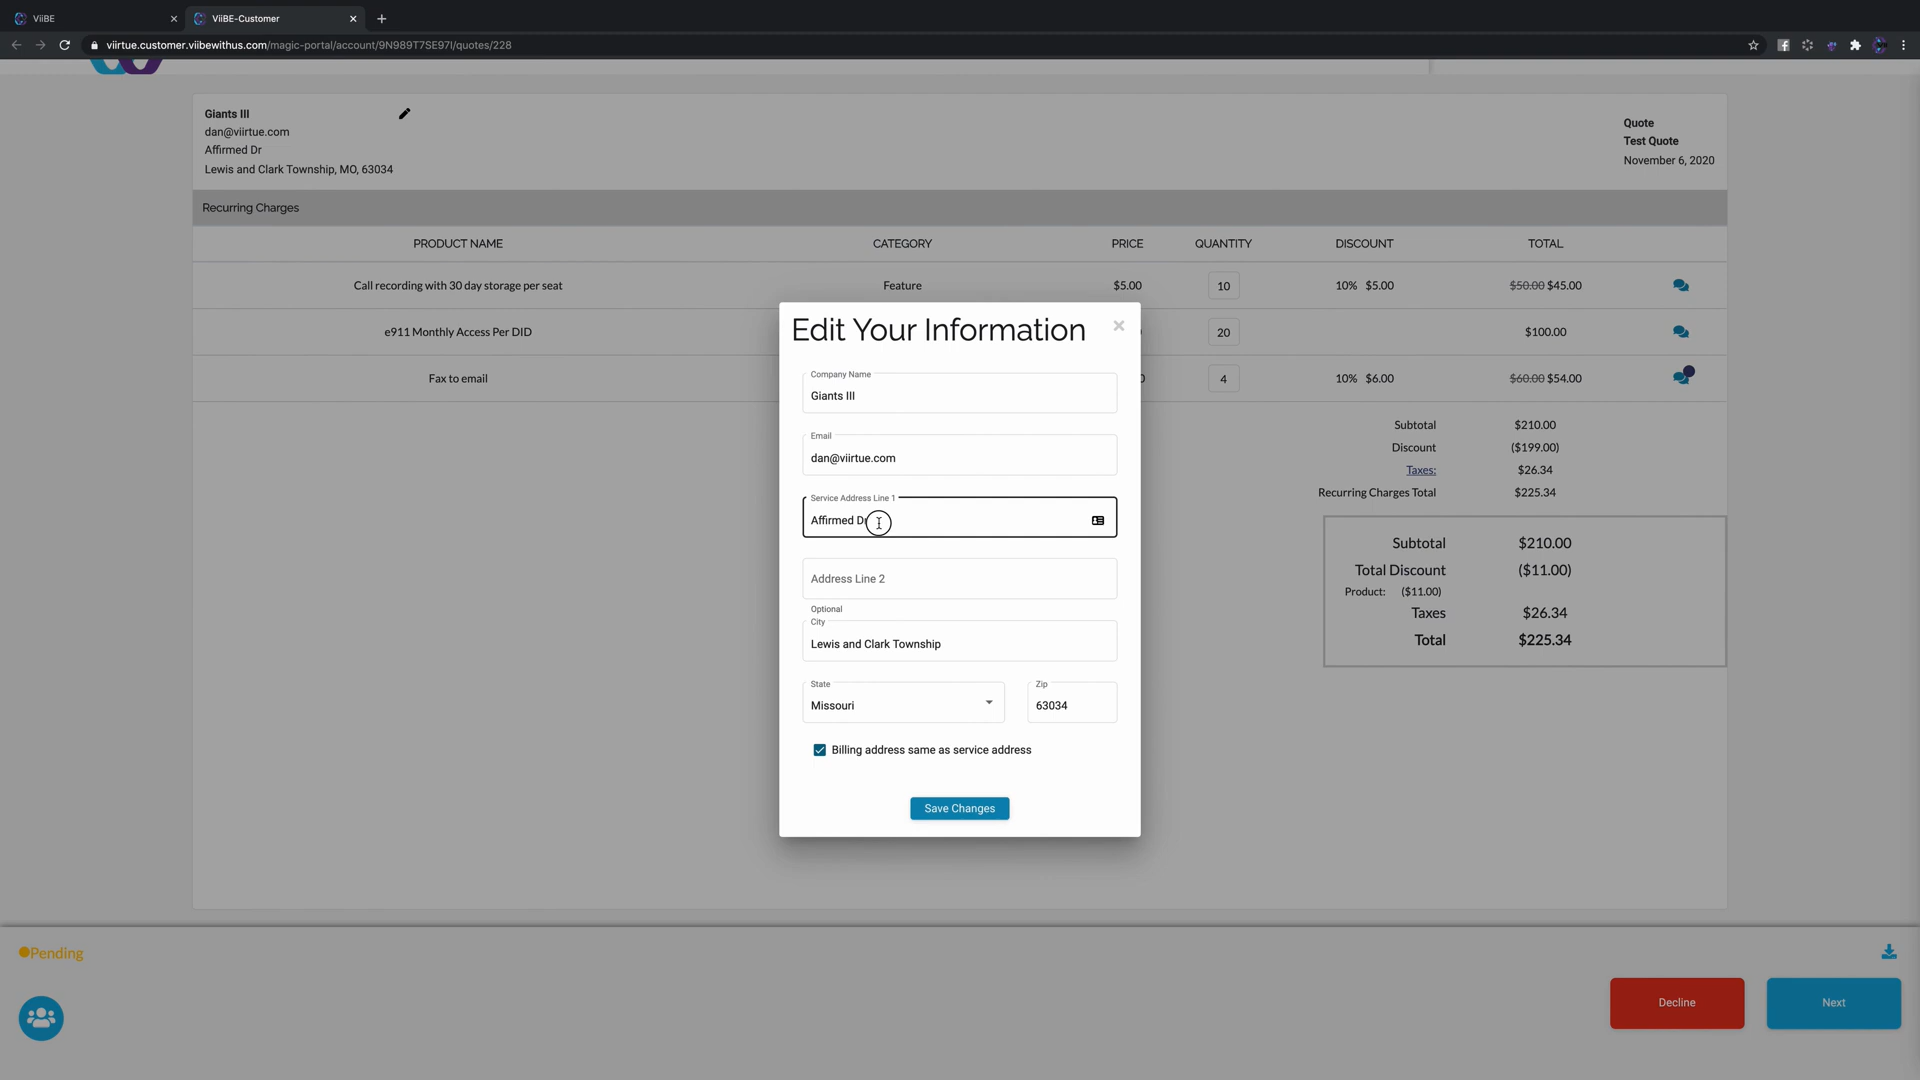 ViiBE
ViiBE-Customer
viirtue.customer.viibewithus.com/magic-portal/account/9N989T7SE97I/quotes/228
Giants III
dan@viirtue.com
Affirmed Dr
Lewis and Clark Township, MO, 63034
Quote
Test Quote
November 6, 2020
Recurring Charges
PRODUCT NAME CATEGORY PRICE QUANTITY DISCOUNT TOTAL
Call recording with 30 day storage per seat Feature $5.00 10 10% $5.00 $50.00 $45.00
e911 Monthly Access Per DID 20 $100.00
Fax to email 4 10% $6.00 $60.00 $54.00
Subtotal $210.00
Discount ($199.00)
Taxes: $26.34
Recurring Charges Total $225.34
Subtotal $210.00
Total Discount ($11.00)
Product: ($11.00)
Taxes $26.34
Total $225.34
Edit Your Information
Company Name
Giants III
Email
dan@viirtue.com
Service Address Line 1
Affirmed Dr
Address Line 2
Optional
City
Lewis and Clark Township
State
Missouri
Zip
63034
Billing address same as service address
Save Changes
Pending
Decline
Next